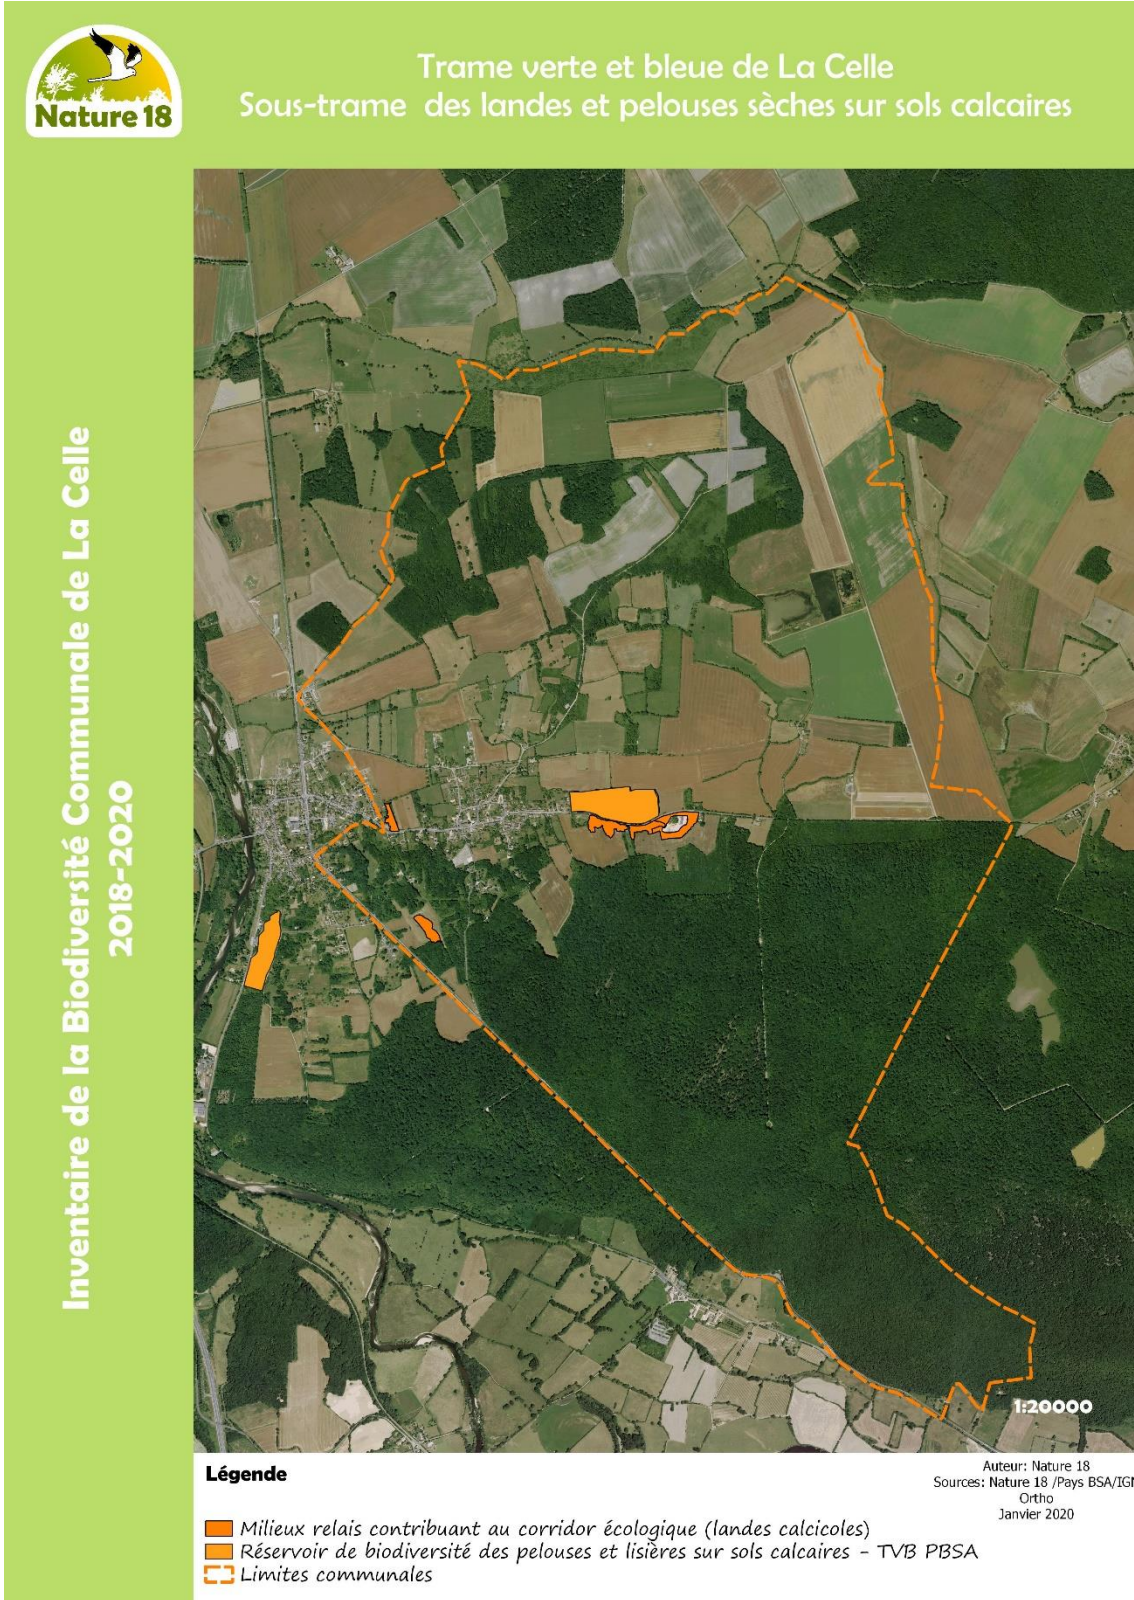 Nature 18
Trame verte et bleue de La Celle
Sous-trame des landes et pelouses sèches sur sols calcaires
Inventaire de la Biodiversité Communale de La Celle
2018-2020
1:20000
Légende
Auteur: Nature 18
Sources: Nature 18 /Pays BSA/IGN
Ortho
Janvier 2020
Milieux relais contribuant au corridor écologique (landes calcicoles)
Réservoir de biodiversité des pelouses et lisières sur sols calcaires - TVB PBSA
Limites communales